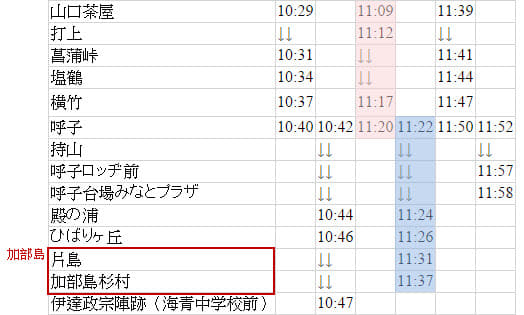 山口茶屋 10:29 11:09 11:39
打上 ↓↓ 11:12 ↓↓
菖蒲峠 10:31 ↓↓ 11:41
塩鶴 10:34 ↓↓ 11:44
横竹 10:37 11:17 11:47
呼子 10:40 10:42 11:20 11:22 11:50 11:52
持山 ↓↓ ↓↓ ↓↓
呼子ロッヂ前 ↓↓ ↓↓ 11:57
呼子台場みなとプラザ ↓↓ ↓↓ 11:58
殿の浦 10:44 11:24
ひばりヶ丘 10:46 11:26
加部島
片島 ↓↓ 11:31
加部島杉村 ↓↓ 11:37
伊達政宗陣跡（海青中学校前） 10:47